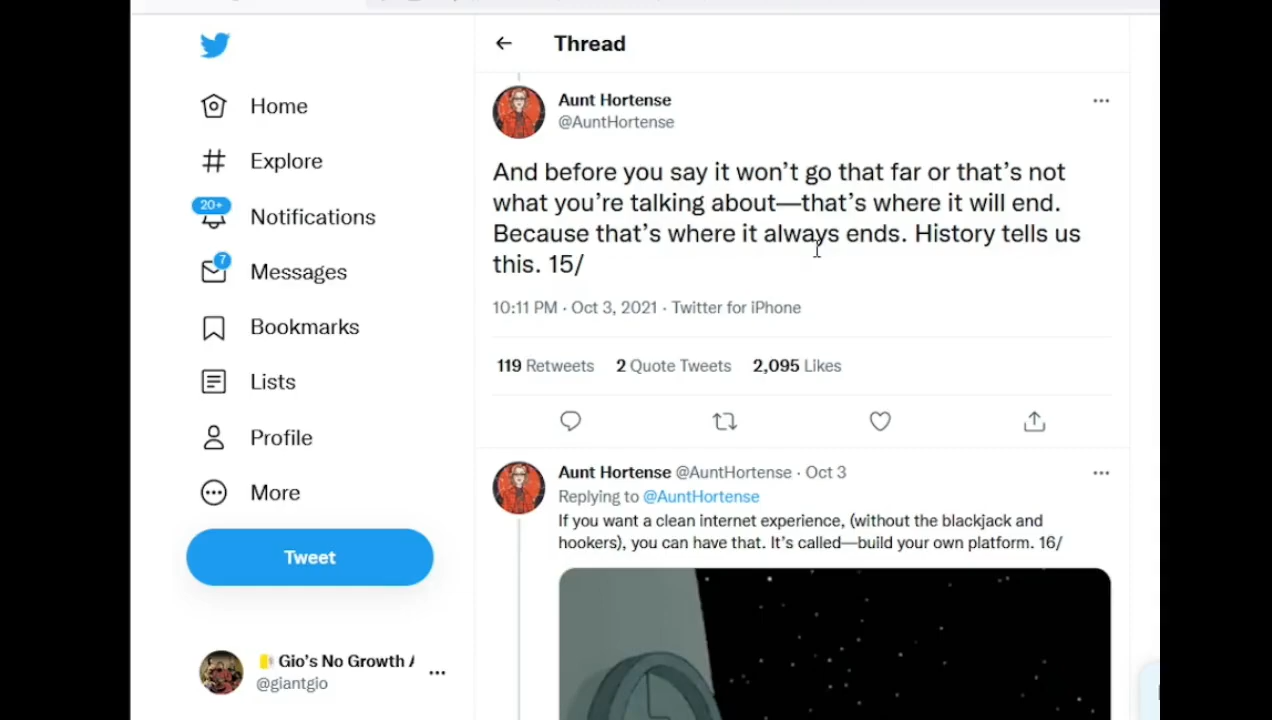 Thread
Home
Explore
20+
Notifications
7
Messages
Bookmarks
Lists
Profile
More
Tweet
Gio's No Growth
@giantgio
Aunt Hortense
@AuntHortense
And before you say it won't go that far or that's not
what you're talking about—that's where it will end.
Because that's where it always ends. History tells us
this. 15/
10:11 PM · Oct 3, 2021 · Twitter for iPhone
119 Retweets 2 Quote Tweets 2,095 Likes
Aunt Hortense @AuntHortense · Oct 3
Replying to @AuntHortense
If you want a clean internet experience, (without the blackjack and
hookers), you can have that. It's called—build your own platform. 16/